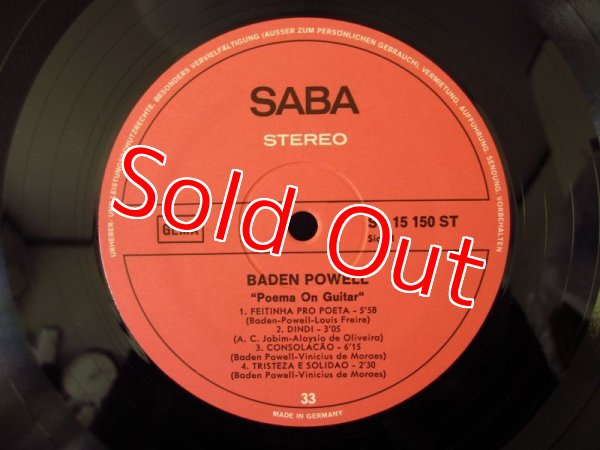 URHEBER- UND LEISTUNGSSCHUTZRECHTE. BESONDERS VERVIELFÄLTIGUNG (AUSSER ZUM PERSÖNLICHEN GEBRAUCH), VERMIETUNG, AUFFÜHRUNG, SENDUNG, VORBEHALTEN
SABA
STEREO
Sold Out
GEMA
15 150 ST
BADEN POWELL
"Poema On Guitar"
1. FEITINHA PRO POETA - 5'58
(Baden-Powell-Louis Freire)
2. DINDI - 3'05
(A. C. Jobim-Aloysio de Oliveira)
3. CONSOLACÃO - 6'15
(Baden Powell-Vinicius de Moraes)
4. TRISTEZA E SOLIDAO - 2'30
(Baden Powell-Vinicius de Moraes)
33
MADE IN GERMANY